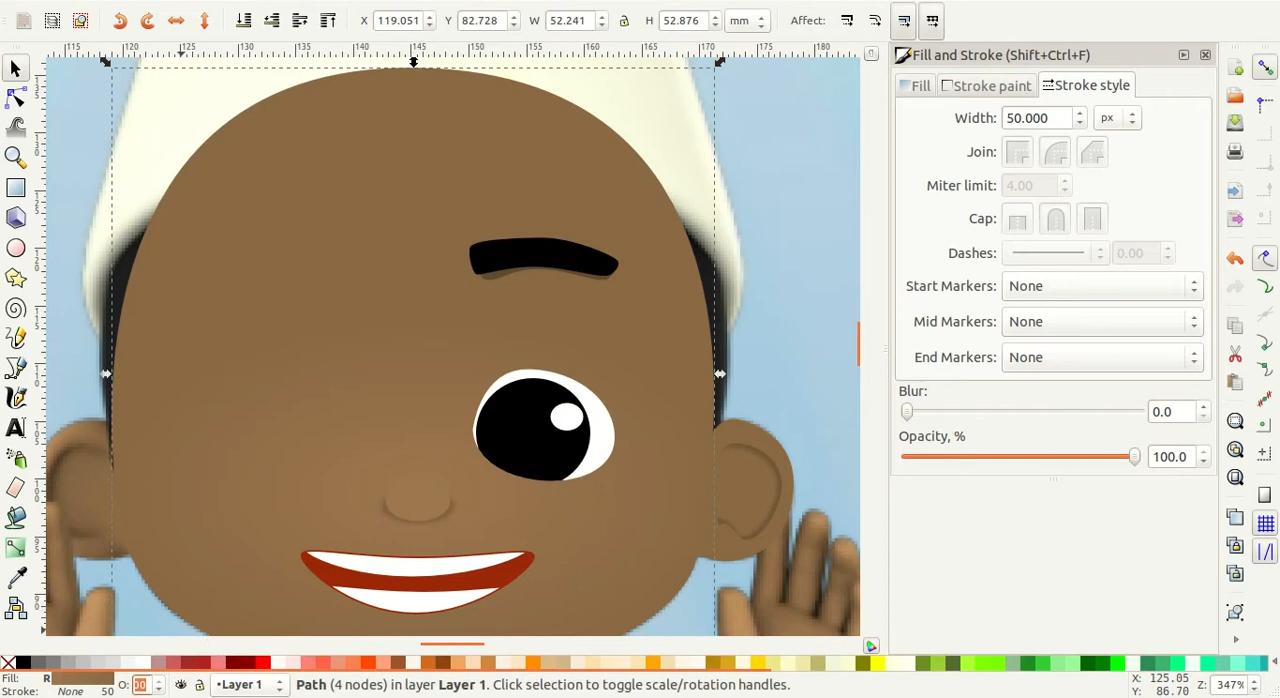 X 119.051 Y 82.728 W 52.241 H 52.876 mm Affect:
115 120 125 130 135 140 145 150 155 160 165 170 175 180
Fill and Stroke (Shift+Ctrl+F)
Fill Stroke paint Stroke style
Width: 50.000 px
Join:
Miter limit: 4.00
Cap:
Dashes: 0.00
Start Markers: None
Mid Markers: None
End Markers: None
Blur:
0.0
Opacity, %
100.0
Fill: R O:
Stroke: None 50
•Layer 1
Path (4 nodes) in layer Layer 1. Click selection to toggle scale/rotation handles.
X: 125.05
Y: 86.70
Z: 347%